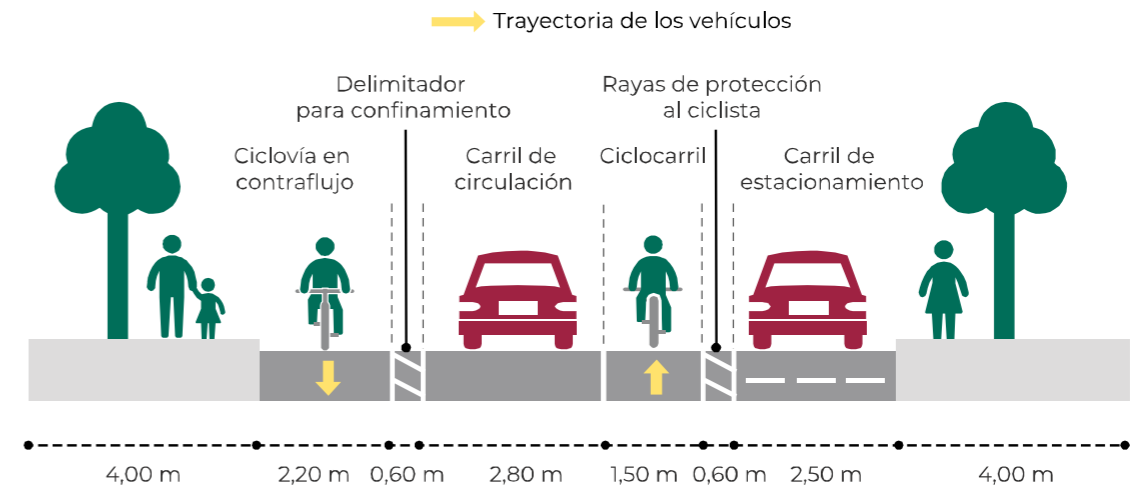 Trayectoria de los vehículos
Delimitador
para confinamiento
Rayas de protección
al ciclista
Ciclovía en
contraflujo
Carril de
circulación
Ciclocarril
Carril de
estacionamiento
4,00 m
2,20 m
0,60 m
2,80 m
1,50 m
0,60 m
2,50 m
4,00 m